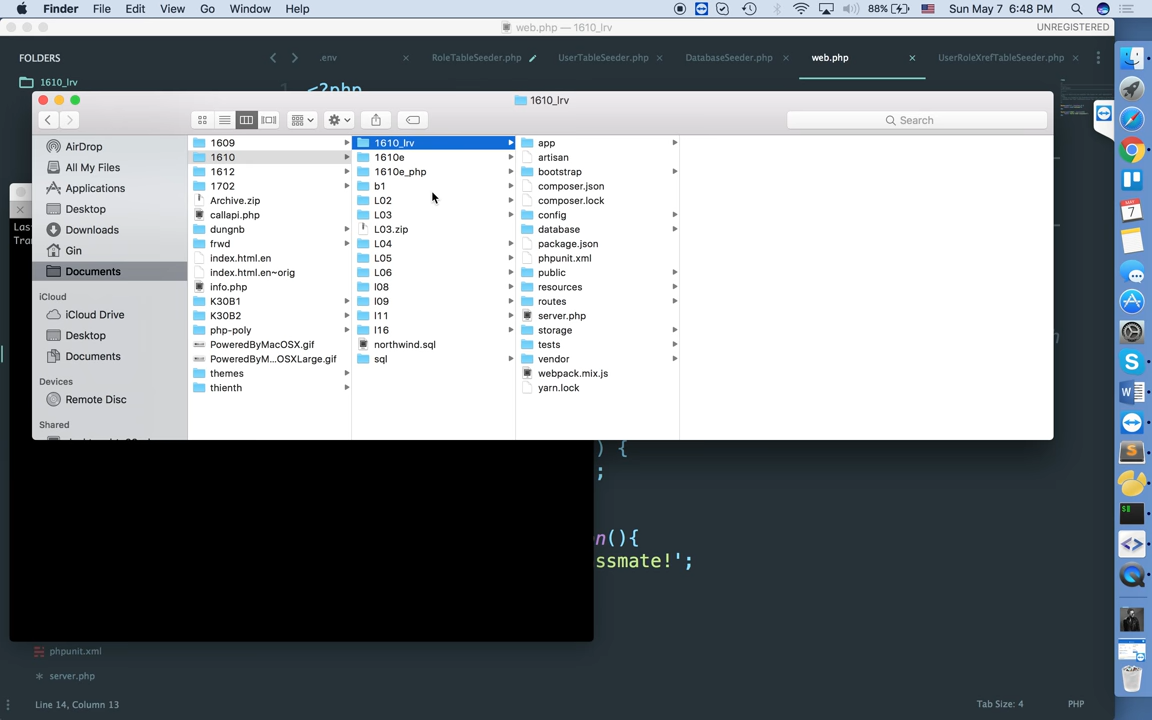 Finder File Edit View Go Window Help 88% Sun May 7 6:48 PM
web.php — 1610_lrv UNREGISTERED
FOLDERS .env RoleTableSeeder.php UserTableSeeder.php DatabaseSeeder.php web.php UserRoleXrefTableSeeder.php
1610_lrv 1 <?php
1610_lrv
Search
AirDrop
All My Files
Applications
Desktop
Downloads
Gin
Documents
iCloud
iCloud Drive
Desktop
Documents
Devices
Remote Disc
Shared
1609
1610
1612
1702
Archive.zip
callapi.php
dungnb
frwd
index.html.en
index.html.en~orig
info.php
K30B1
K30B2
php-poly
PoweredByMacOSX.gif
PoweredByM...OSXLarge.gif
themes
thienth
1610_lrv
1610e
1610e_php
b1
L02
L03
L03.zip
L04
L05
L06
l08
l09
l11
l16
northwind.sql
sql
app
artisan
bootstrap
composer.json
composer.lock
config
database
package.json
phpunit.xml
public
resources
routes
server.php
storage
tests
vendor
webpack.mix.js
yarn.lock
Las
Tra
) {
;
n(){
ssmate!';
phpunit.xml
server.php
Line 14, Column 13 Tab Size: 4 PHP